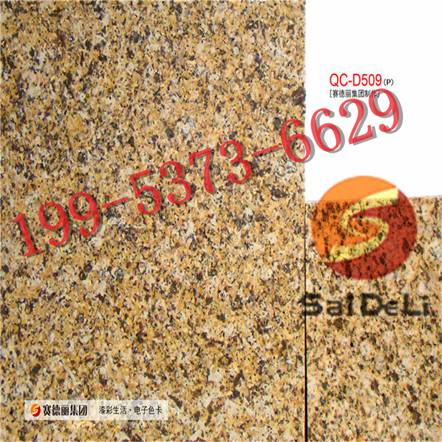 QC-D509(P)
[赛德丽集团制作]
199-5373-6629
SaiDeLi
赛德丽集团
漆彩生活·电子色卡